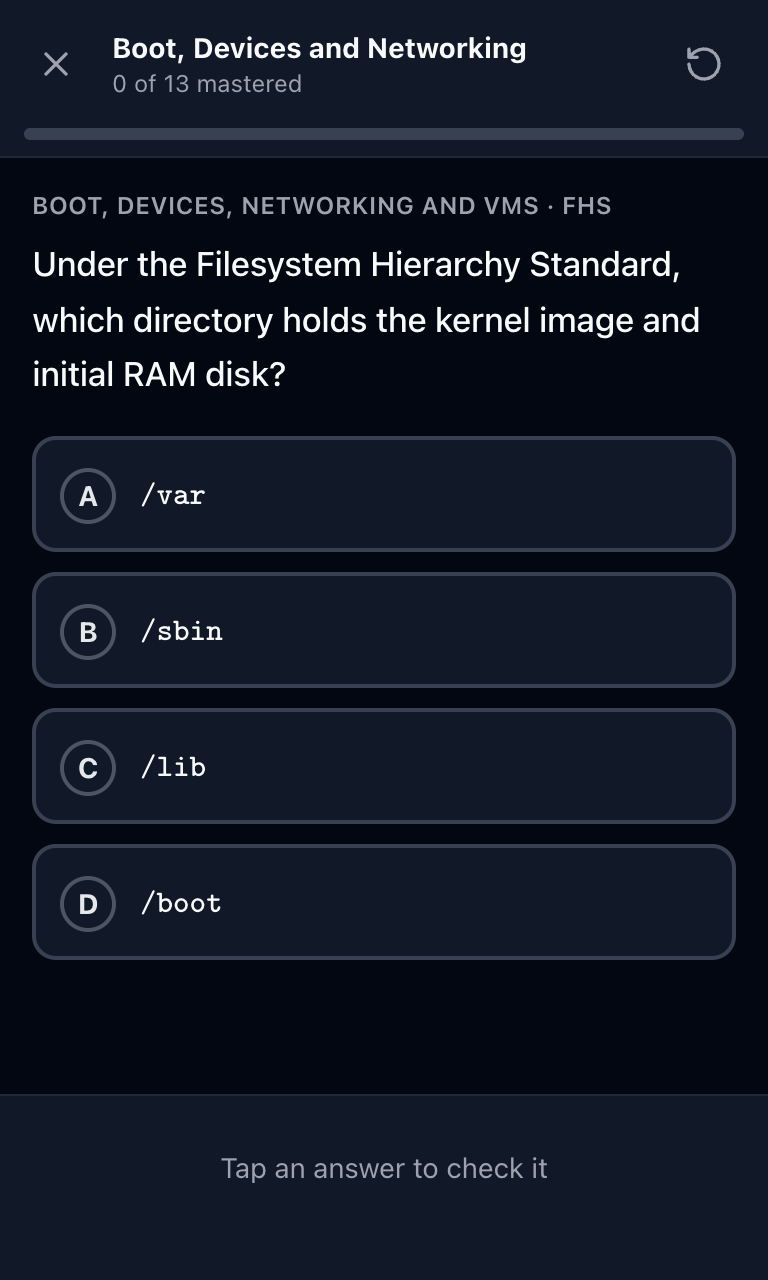 Boot, Devices and Networking
0 of 13 mastered
BOOT, DEVICES, NETWORKING AND VMS · FHS
Under the Filesystem Hierarchy Standard,
which directory holds the kernel image and
initial RAM disk?
A /var
B /sbin
C /lib
D /boot
Tap an answer to check it